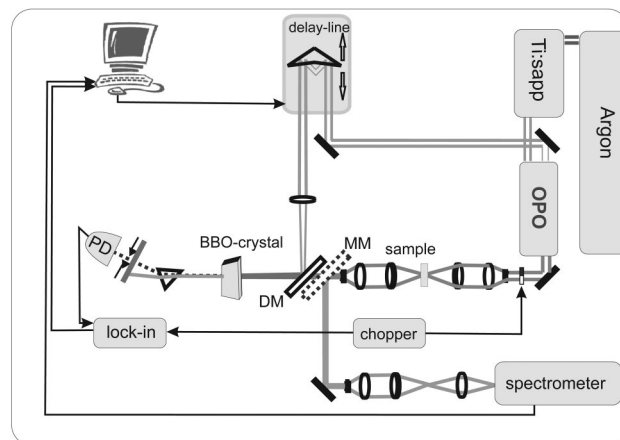 delay-line
Ti:sapp
Argon
OPO
PD
BBO-crystal
MM
sample
DM
lock-in
chopper
spectrometer